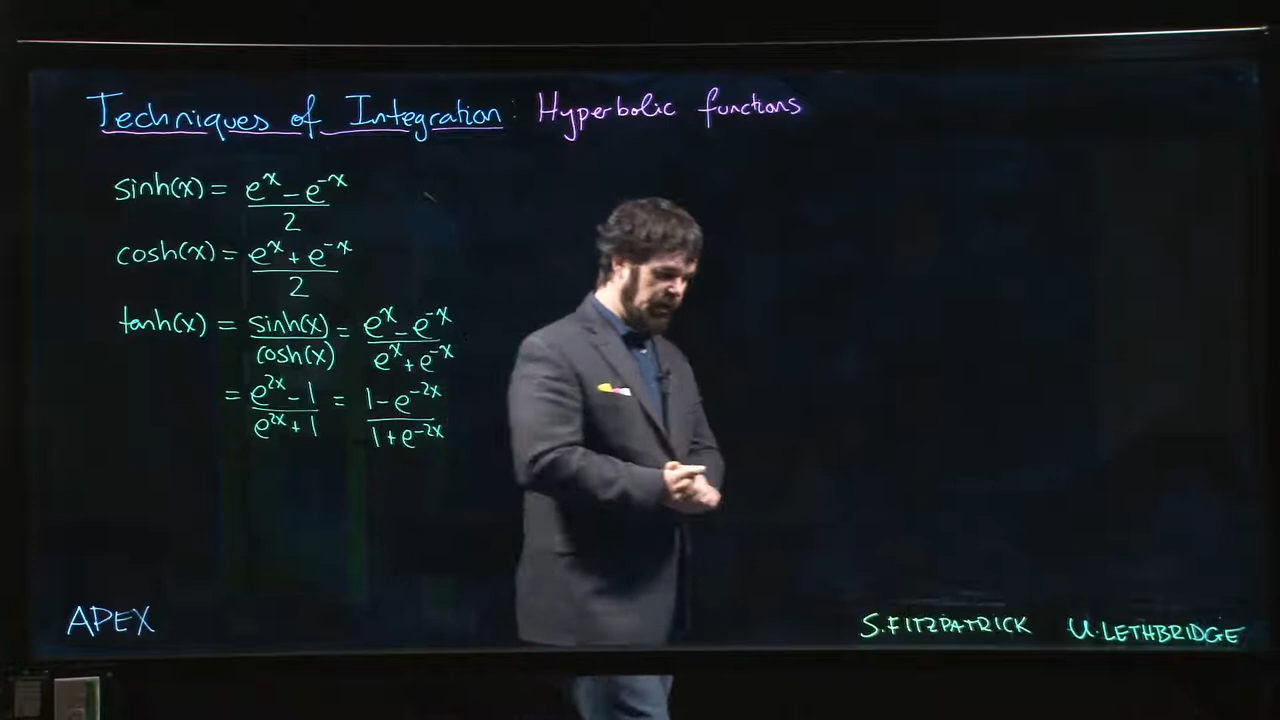 Techniques of Integration: Hyperbolic functions
sinh(x) = (e^x - e^-x)/2
cosh(x) = (e^x + e^-x)/2
tanh(x) = sinh(x)/cosh(x) = (e^x - e^-x)/(e^x + e^-x)
= (e^2x - 1)/(e^2x + 1) = (1 - e^-2x)/(1 + e^-2x)
APEX
S. FITZPATRICK U. LETHBRIDGE